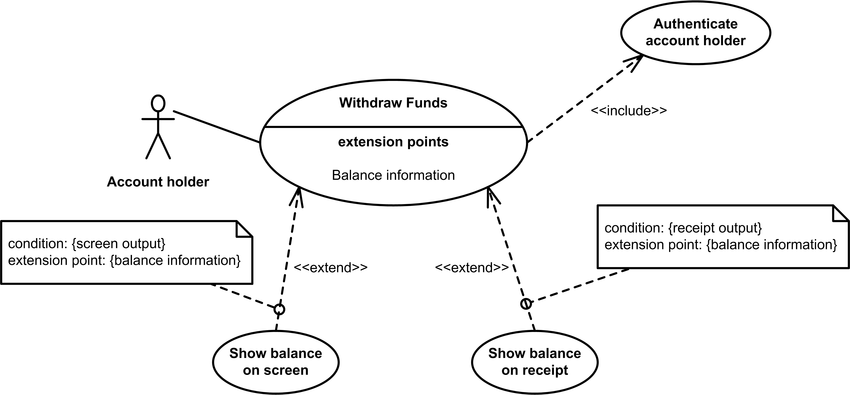 Authenticate
account holder
Withdraw Funds
<<include>>
extension points
Balance information
Account holder
condition: {screen output}
extension point: {balance information}
condition: {receipt output}
extension point: {balance information}
<<extend>>
<<extend>>
Show balance
on screen
Show balance
on receipt